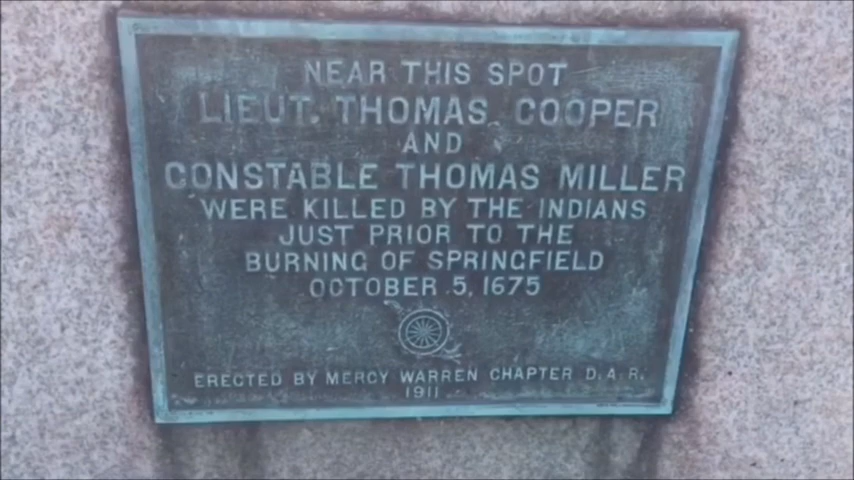 NEAR THIS SPOT
LIEUT. THOMAS COOPER
AND
CONSTABLE THOMAS MILLER
WERE KILLED BY THE INDIANS
JUST PRIOR TO THE
BURNING OF SPRINGFIELD
OCTOBER 5, 1675
ERECTED BY MERCY WARREN CHAPTER D.A.R.
1911